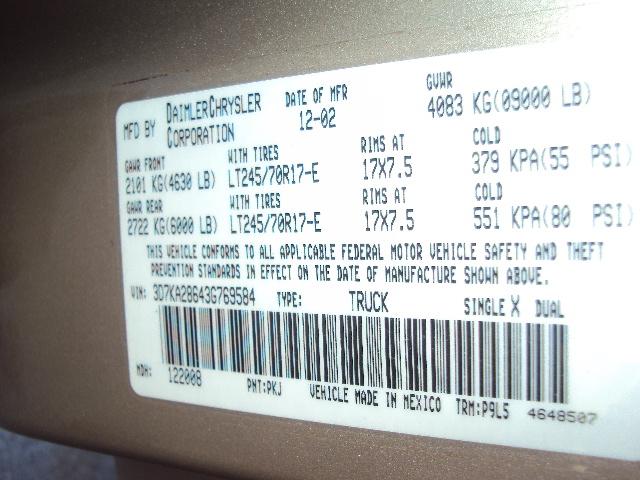 MFD BY DAIMLERCHRYSLER CORPORATION DATE OF MFR 12-02 GVWR 4083 KG(09000 LB)
GAWR FRONT WITH TIRES RIMS AT COLD
2101 KG(4630 LB) LT245/70R17-E 17X7.5 379 KPA(55 PSI)
GAWR REAR WITH TIRES RIMS AT COLD
2722 KG(6000 LB) LT245/70R17-E 17X7.5 551 KPA(80 PSI)
THIS VEHICLE CONFORMS TO ALL APPLICABLE FEDERAL MOTOR VEHICLE SAFETY AND THEFT
PREVENTION STANDARDS IN EFFECT ON THE DATE OF MANUFACTURE SHOWN ABOVE.
VIN: 3D7KA28643G769584 TYPE: TRUCK SINGLE X DUAL
MDH: 122008 PNT:PKJ VEHICLE MADE IN MEXICO TRM:P9L5 4648507